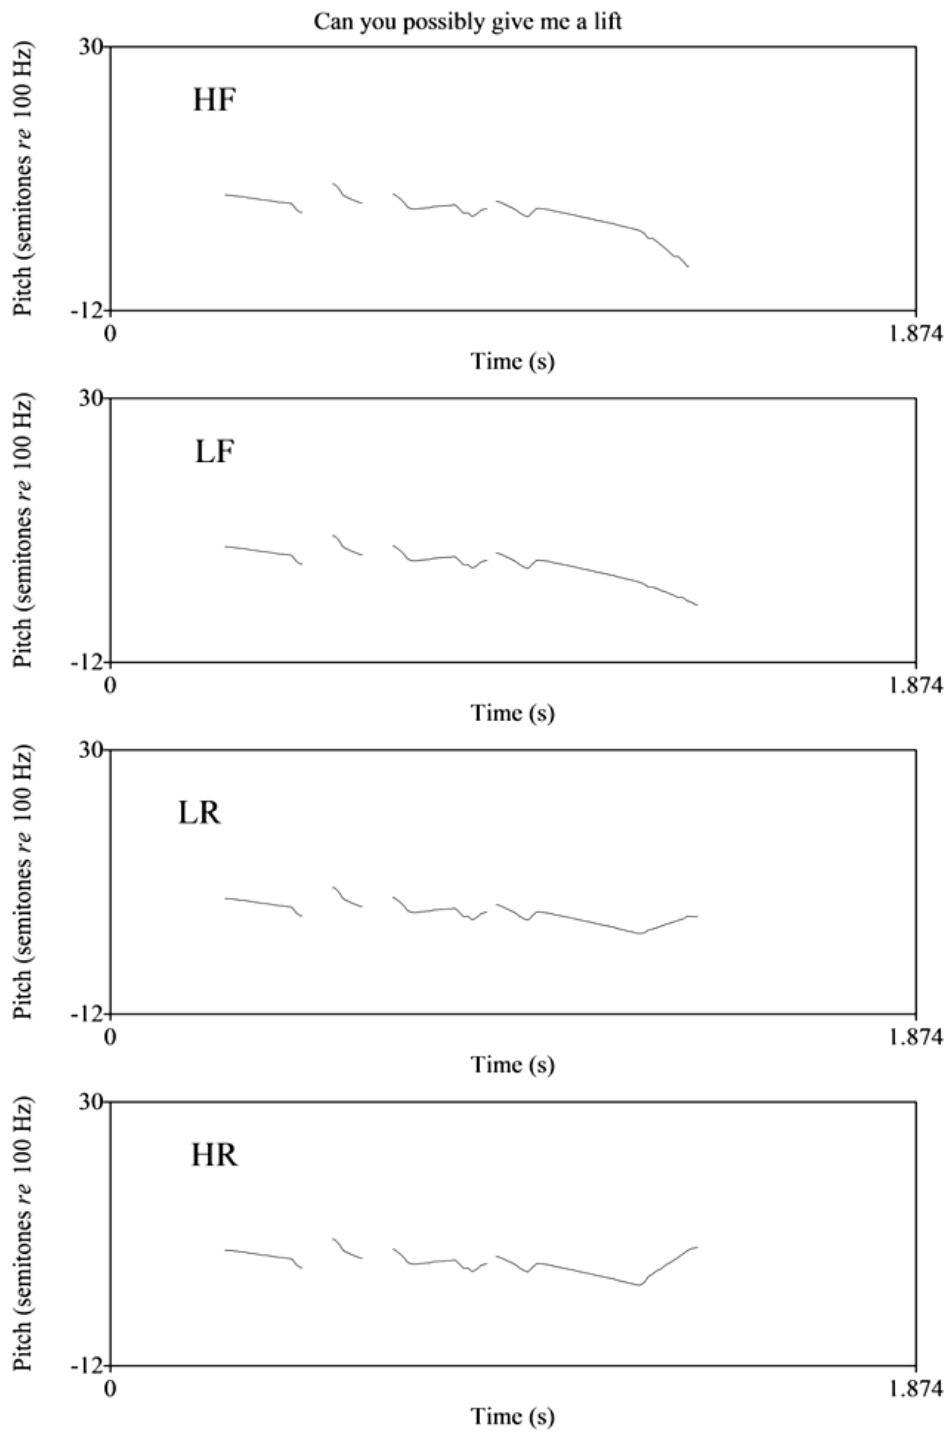 Can you possibly give me a lift
30
HF
Pitch (semitones re 100 Hz)
-12
0
1.874
Time (s)
30
LF
Pitch (semitones re 100 Hz)
-12
0
1.874
Time (s)
30
LR
Pitch (semitones re 100 Hz)
-12
0
1.874
Time (s)
30
HR
Pitch (semitones re 100 Hz)
-12
0
1.874
Time (s)